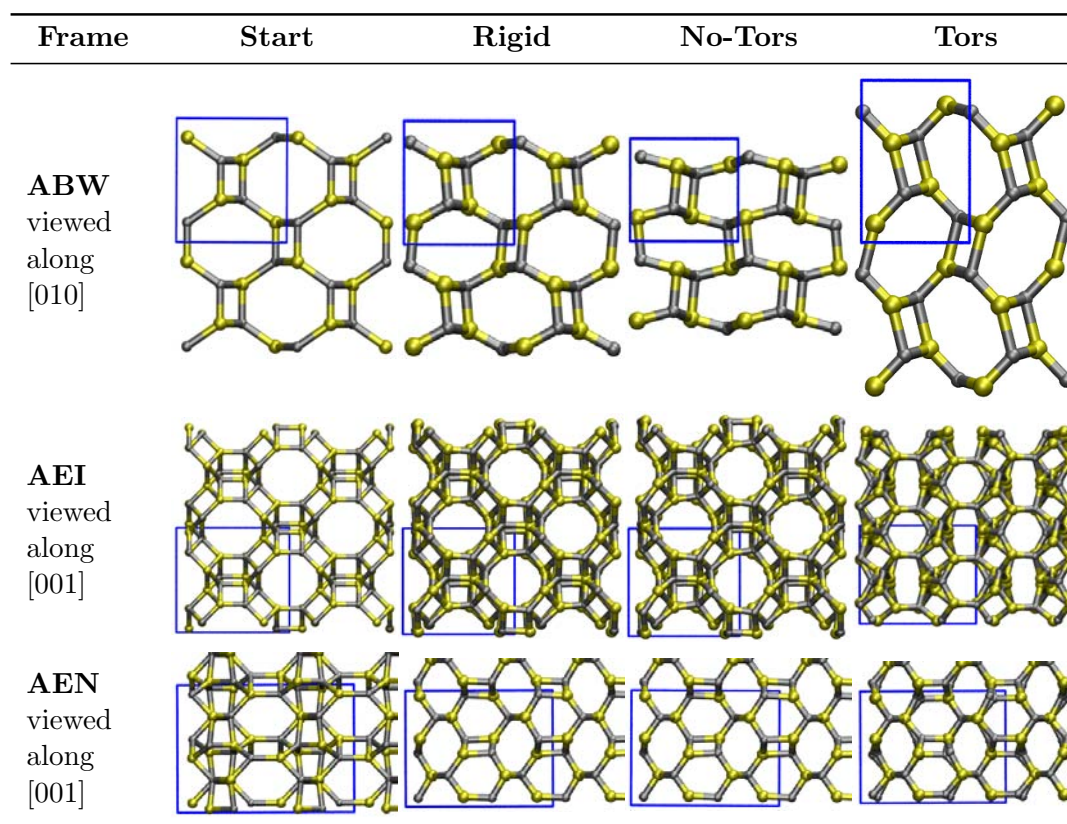 Frame Start Rigid No-Tors Tors
ABW
viewed
along
[010]
AEI
viewed
along
[001]
AEN
viewed
along
[001]